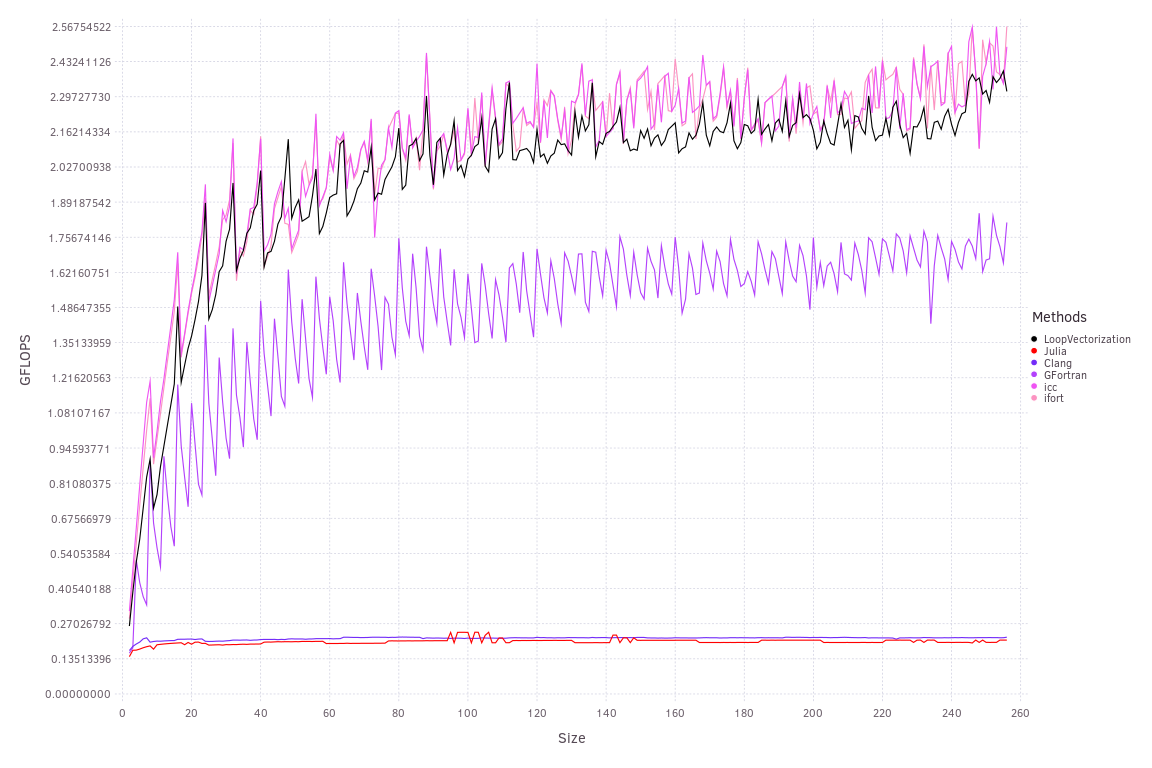 2.56754522
2.43241126
2.29727730
2.16214334
2.02700938
1.89187542
1.75674146
1.62160751
1.48647355
1.35133959
1.21620563
1.08107167
0.94593771
0.81080375
0.67566979
0.54053584
0.40540188
0.27026792
0.13513396
0.00000000
GFLOPS
0 20 40 60 80 100 120 140 160 180 200 220 240 260
Size
Methods
LoopVectorization
Julia
Clang
GFortran
icc
ifort